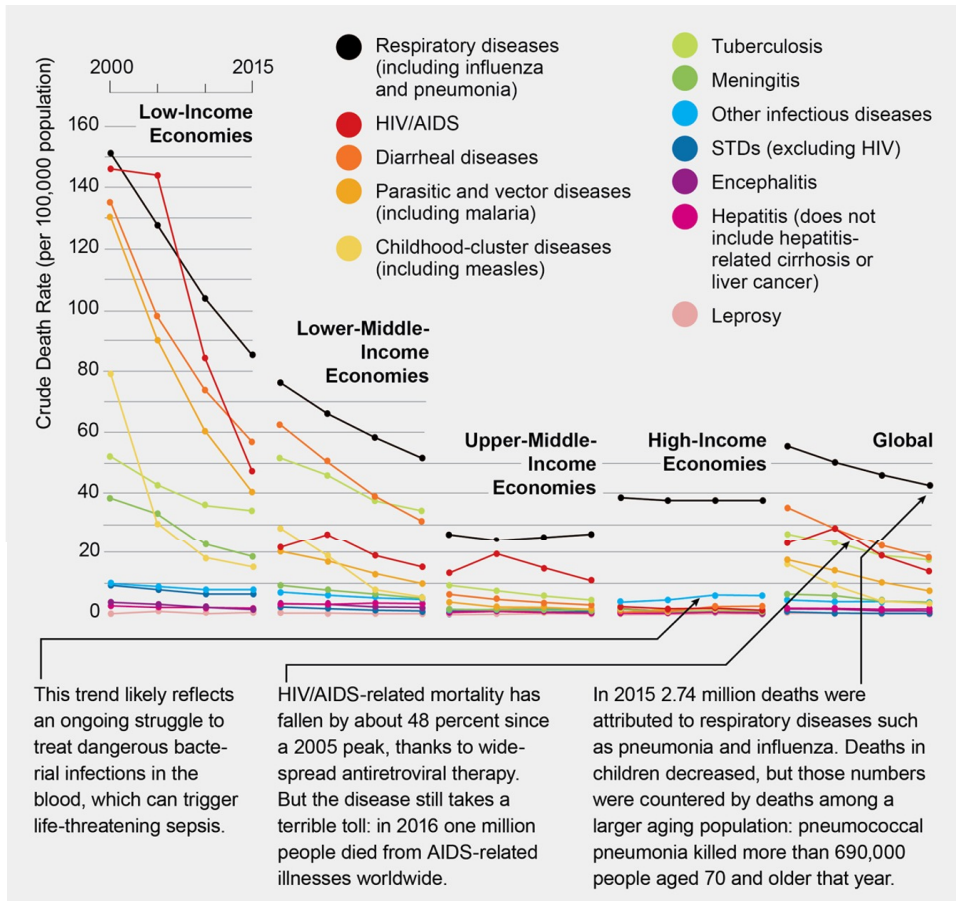 2000
2015
Low-Income
Economies
Respiratory diseases
(including influenza
and pneumonia)
HIV/AIDS
Diarrheal diseases
Parasitic and vector diseases
(including malaria)
Childhood-cluster diseases
(including measles)
Tuberculosis
Meningitis
Other infectious diseases
STDs (excluding HIV)
Encephalitis
Hepatitis (does not
include hepatitis-
related cirrhosis or
liver cancer)
Leprosy
Crude Death Rate (per 100,000 population)
160
140
120
100
80
60
40
20
0
Lower-Middle-
Income
Economies
Upper-Middle-
Income
Economies
High-Income
Economies
Global
This trend likely reflects
an ongoing struggle to
treat dangerous bacte-
rial infections in the
blood, which can trigger
life-threatening sepsis.
HIV/AIDS-related mortality has
fallen by about 48 percent since
a 2005 peak, thanks to wide-
spread antiretroviral therapy.
But the disease still takes a
terrible toll: in 2016 one million
people died from AIDS-related
illnesses worldwide.
In 2015 2.74 million deaths were
attributed to respiratory diseases such
as pneumonia and influenza. Deaths in
children decreased, but those numbers
were countered by deaths among a
larger aging population: pneumococcal
pneumonia killed more than 690,000
people aged 70 and older that year.